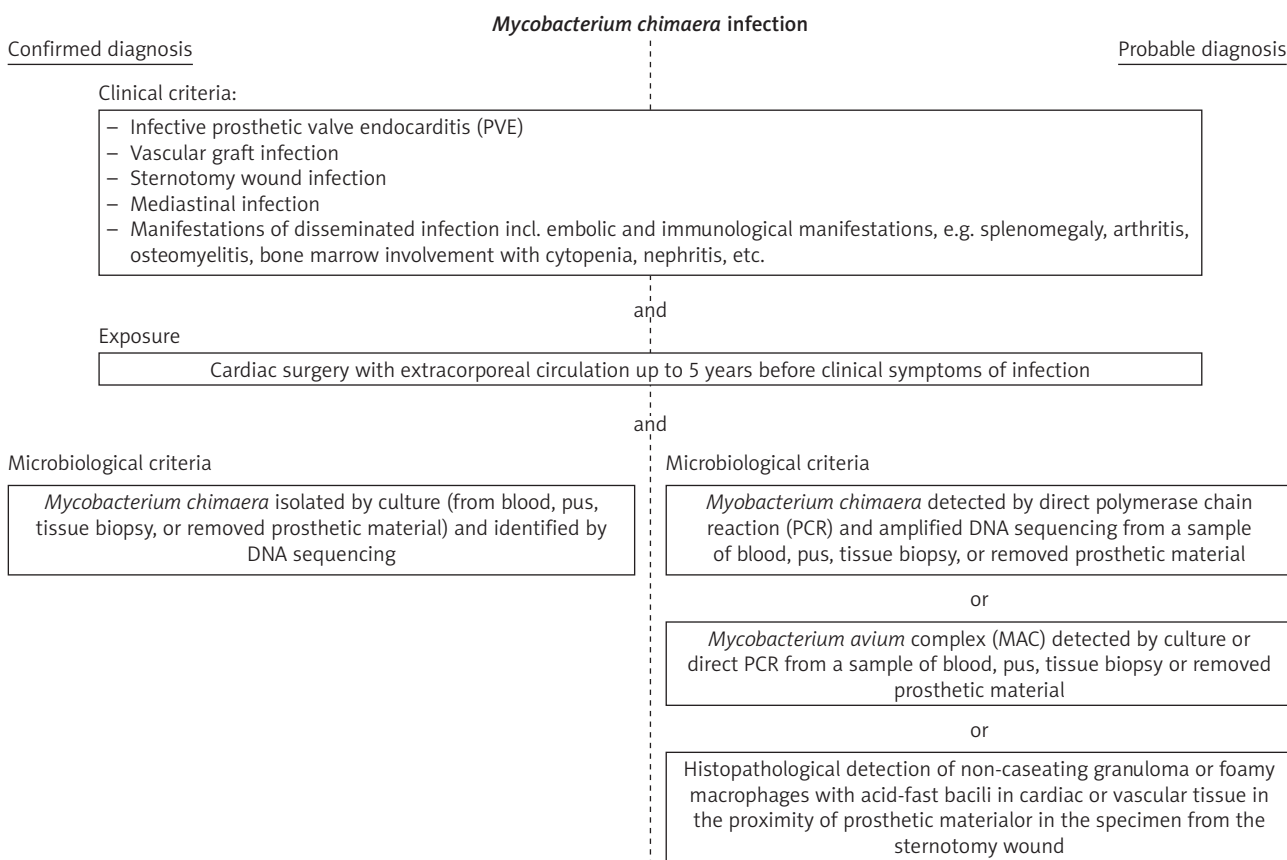 Mycobacterium chimaera infection
Confirmed diagnosis
Probable diagnosis
Clinical criteria:
– Infective prosthetic valve endocarditis (PVE)
– Vascular graft infection
– Sternotomy wound infection
– Mediastinal infection
– Manifestations of disseminated infection incl. embolic and immunological manifestations, e.g. splenomegaly, arthritis,
osteomyelitis, bone marrow involvement with cytopenia, nephritis, etc.
and
Exposure
Cardiac surgery with extracorporeal circulation up to 5 years before clinical symptoms of infection
and
Microbiological criteria
Mycobacterium chimaera isolated by culture (from blood, pus,
tissue biopsy, or removed prosthetic material) and identified by
DNA sequencing
Microbiological criteria
Myobacterium chimaera detected by direct polymerase chain
reaction (PCR) and amplified DNA sequencing from a sample
of blood, pus, tissue biopsy, or removed prosthetic material
or
Mycobacterium avium complex (MAC) detected by culture or
direct PCR from a sample of blood, pus, tissue biopsy or removed
prosthetic material
or
Histopathological detection of non-caseating granuloma or foamy
macrophages with acid-fast bacili in cardiac or vascular tissue in
the proximity of prosthetic materialor in the specimen from the
sternotomy wound